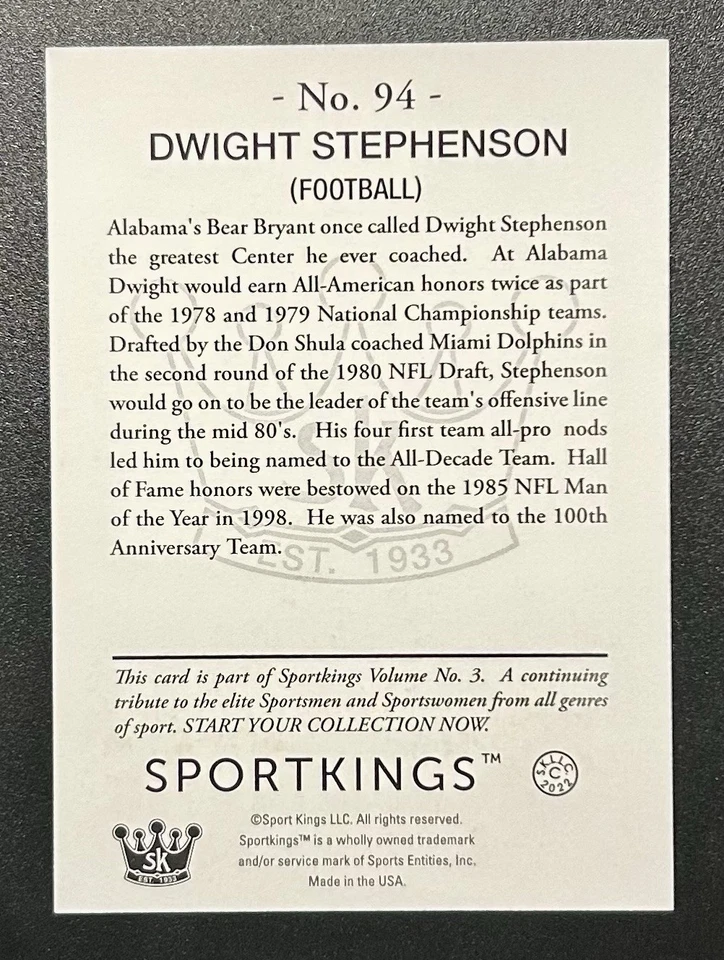 - No. 94 -
DWIGHT STEPHENSON
(FOOTBALL)
Alabama's Bear Bryant once called Dwight Stephenson
the greatest Center he ever coached. At Alabama
Dwight would earn All-American honors twice as part
of the 1978 and 1979 National Championship teams.
Drafted by the Don Shula coached Miami Dolphins in
the second round of the 1980 NFL Draft, Stephenson
would go on to be the leader of the team's offensive line
during the mid 80's. His four first team all-pro nods
led him to being named to the All-Decade Team. Hall
of Fame honors were bestowed on the 1985 NFL Man
of the Year in 1998. He was also named to the 100th
Anniversary Team.
SK
EST. 1933
This card is part of Sportkings Volume No. 3. A continuing
tribute to the elite Sportsmen and Sportswomen from all genres
of sport. START YOUR COLLECTION NOW.
SPORTKINGS™
S.K.L.L.C.
©
2022
©Sport Kings LLC. All rights reserved.
Sportkings™ is a wholly owned trademark
and/or service mark of Sports Entities, Inc.
Made in the USA.
SK
EST. 1933